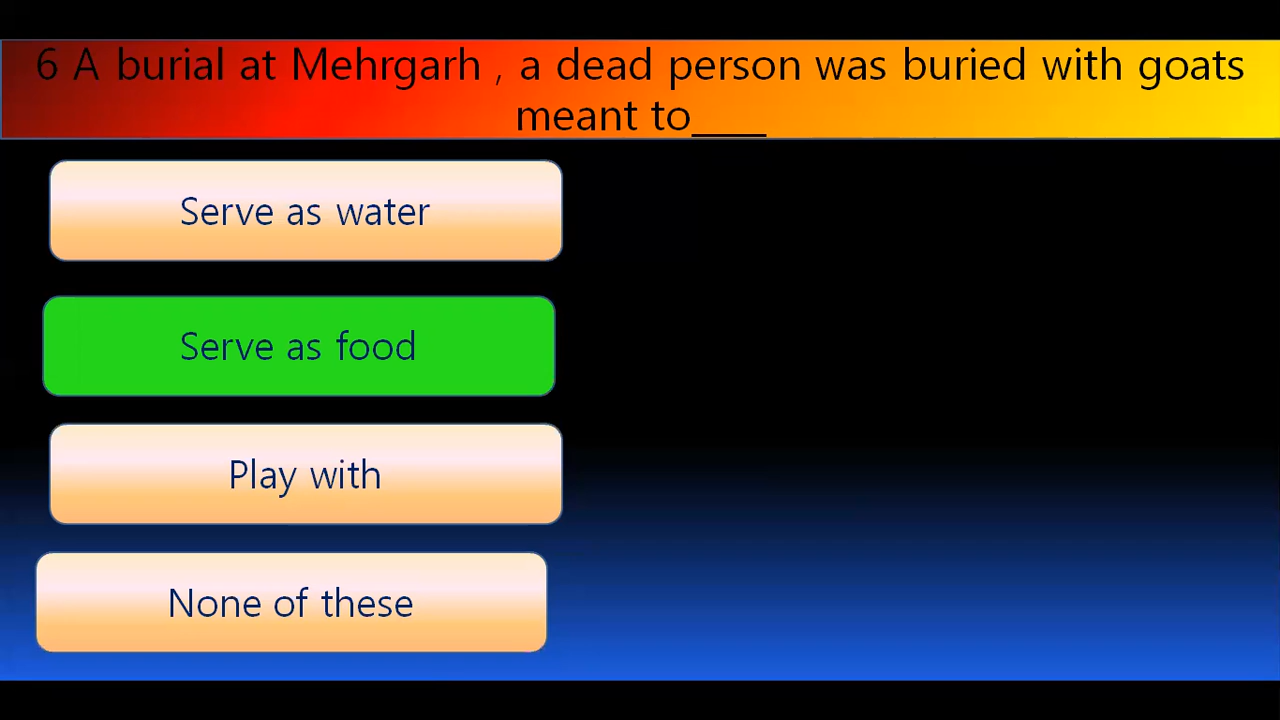 6 A burial at Mehrgarh , a dead person was buried with goats
meant to____
Serve as water
Serve as food
Play with
None of these